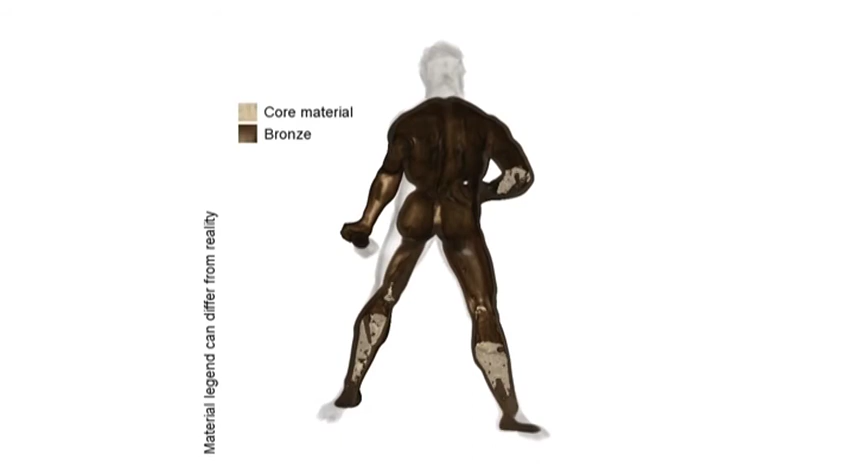 Core material
Bronze
Material legend can differ from reality